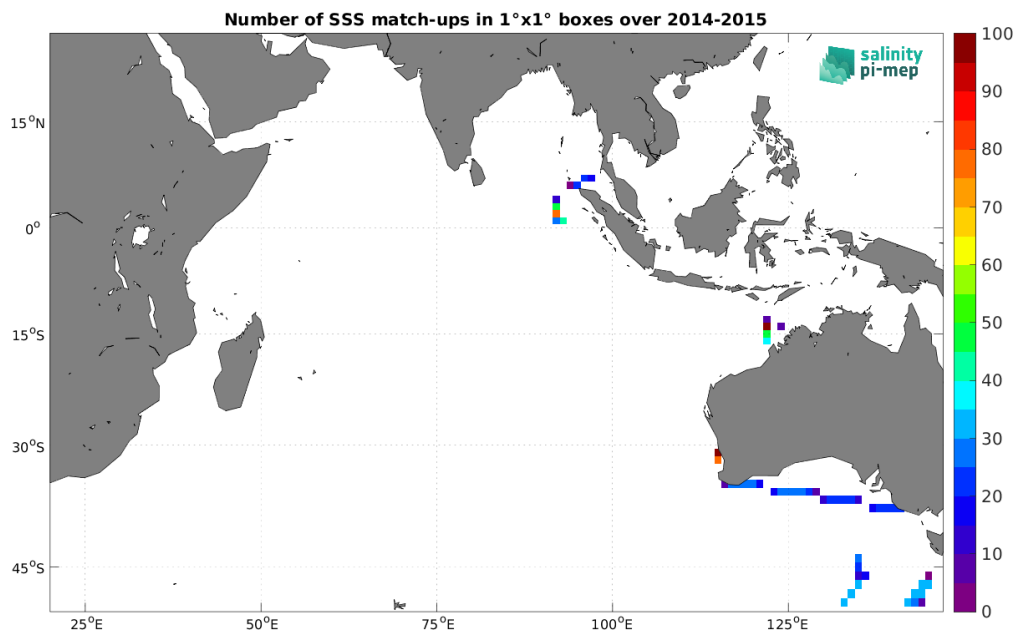 Number of SSS match-ups in 1°x1° boxes over 2014-2015
salinity
pi-mep
15°N
0°
15°S
30°S
45°S
25°E
50°E
75°E
100°E
125°E
100
90
80
70
60
50
40
30
20
10
0